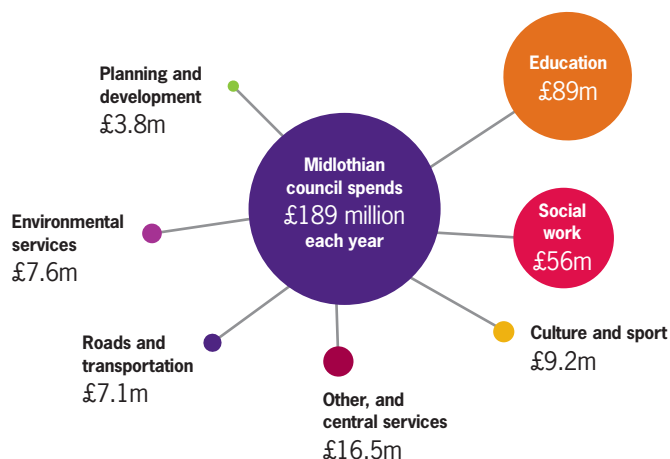 Education
£89m
Planning and
development
£3.8m
Midlothian
council spends
£189 million
each year
Social
work
£56m
Environmental
services
£7.6m
Culture and sport
£9.2m
Roads and
transportation
£7.1m
Other, and
central services
£16.5m